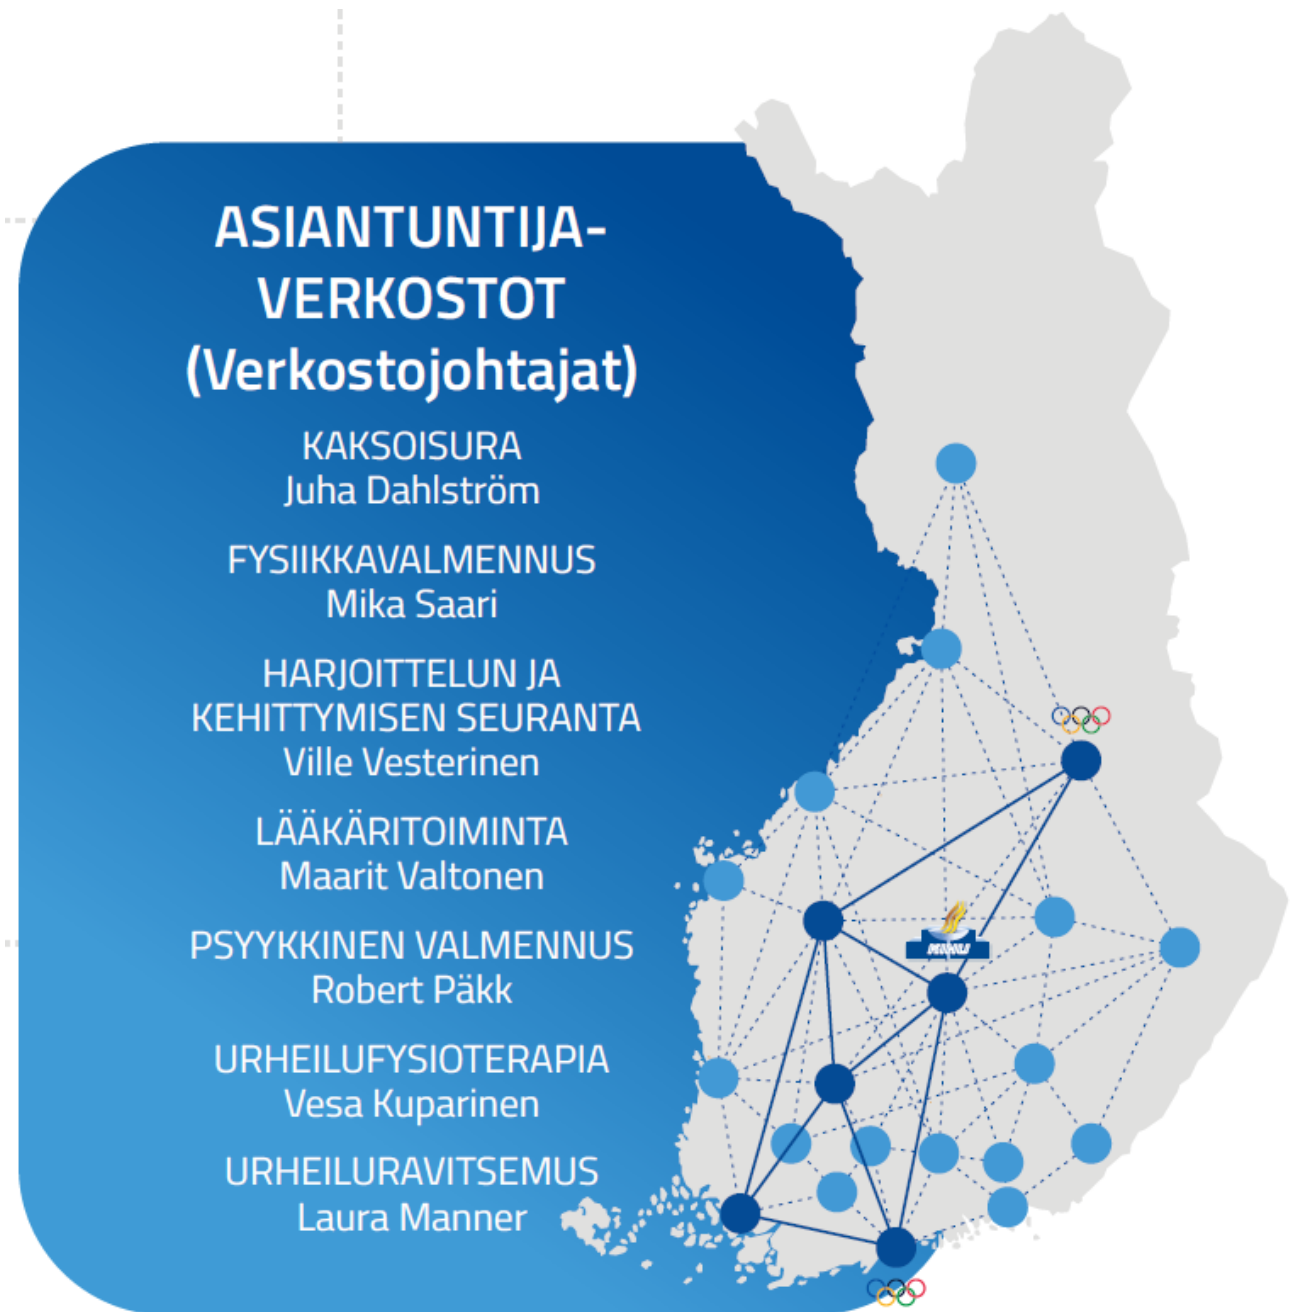 ASIANTUNTIJA-
VERKOSTOT
(Verkostojohtajat)
KAKSOISURA
Juha Dahlström
FYSIIKKAVALMENNUS
Mika Saari
HARJOITTELUN JA
KEHITTYMISEN SEURANTA
Ville Vesterinen
LÄÄKÄRITOIMINTA
Maarit Valtonen
PSYYKKINEN VALMENNUS
Robert Päkk
URHEILUFYSIOTERAPIA
Vesa Kuparinen
URHEILURAVITSEMUS
Laura Manner